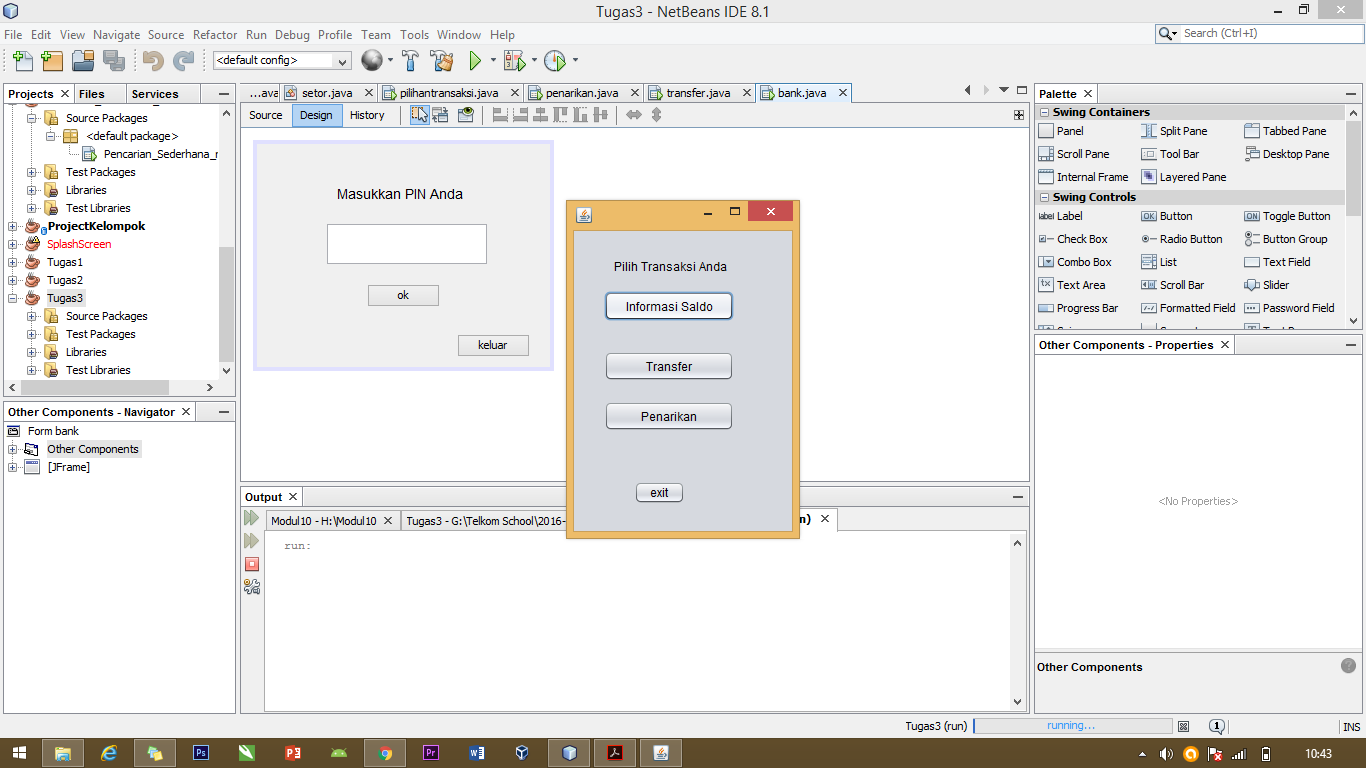 Tugas3 - NetBeans IDE 8.1
File Edit View Navigate Source Refactor Run Debug Profile Team Tools Window Help
Search (Ctrl+I)
<default config>
Projects Files Services
Source Packages
<default package>
Pencarian_Sederhana_
Test Packages
Libraries
Test Libraries
ProjectKelompok
SplashScreen
Tugas1
Tugas2
Tugas3
Source Packages
Test Packages
Libraries
Test Libraries
Other Components - Navigator
Form bank
Other Components
[JFrame]
...ava setor.java pilihantransaksi.java penarikan.java transfer.java bank.java
Source Design History
Masukkan PIN Anda
ok
keluar
Pilih Transaksi Anda
Informasi Saldo
Transfer
Penarikan
exit
Output
Modul10 - H:\Modul10 Tugas3 - G:\Telkom School\2016- n)
run:
Palette
Swing Containers
Panel Split Pane Tabbed Pane
Scroll Pane Tool Bar Desktop Pane
Internal Frame Layered Pane
Swing Controls
label Label OK Button ON Toggle Button
Check Box Radio Button Button Group
Combo Box List Text Field
Text Area Scroll Bar Slider
Progress Bar Formatted Field Password Field
Other Components - Properties
<No Properties>
Other Components
Tugas3 (run) running... 1 INS
Ps P Pr W 10:43